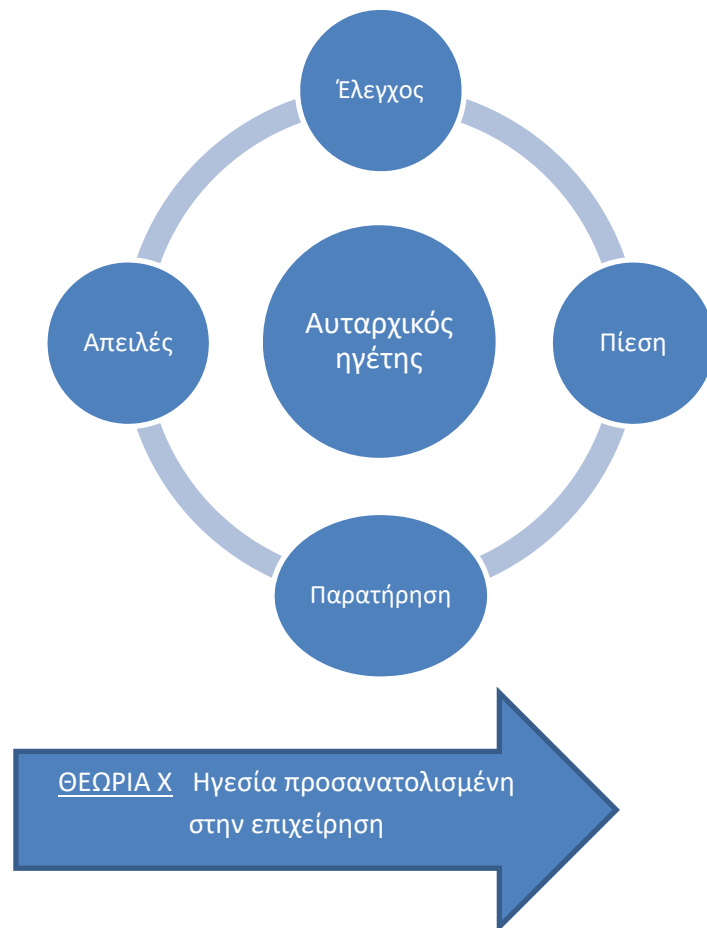 Έλεγχος
Απειλές
Αυταρχικός
ηγέτης
Πίεση
Παρατήρηση
ΘΕΩΡΙΑ Χ Ηγεσία προσανατολισμένη
στην επιχείρηση